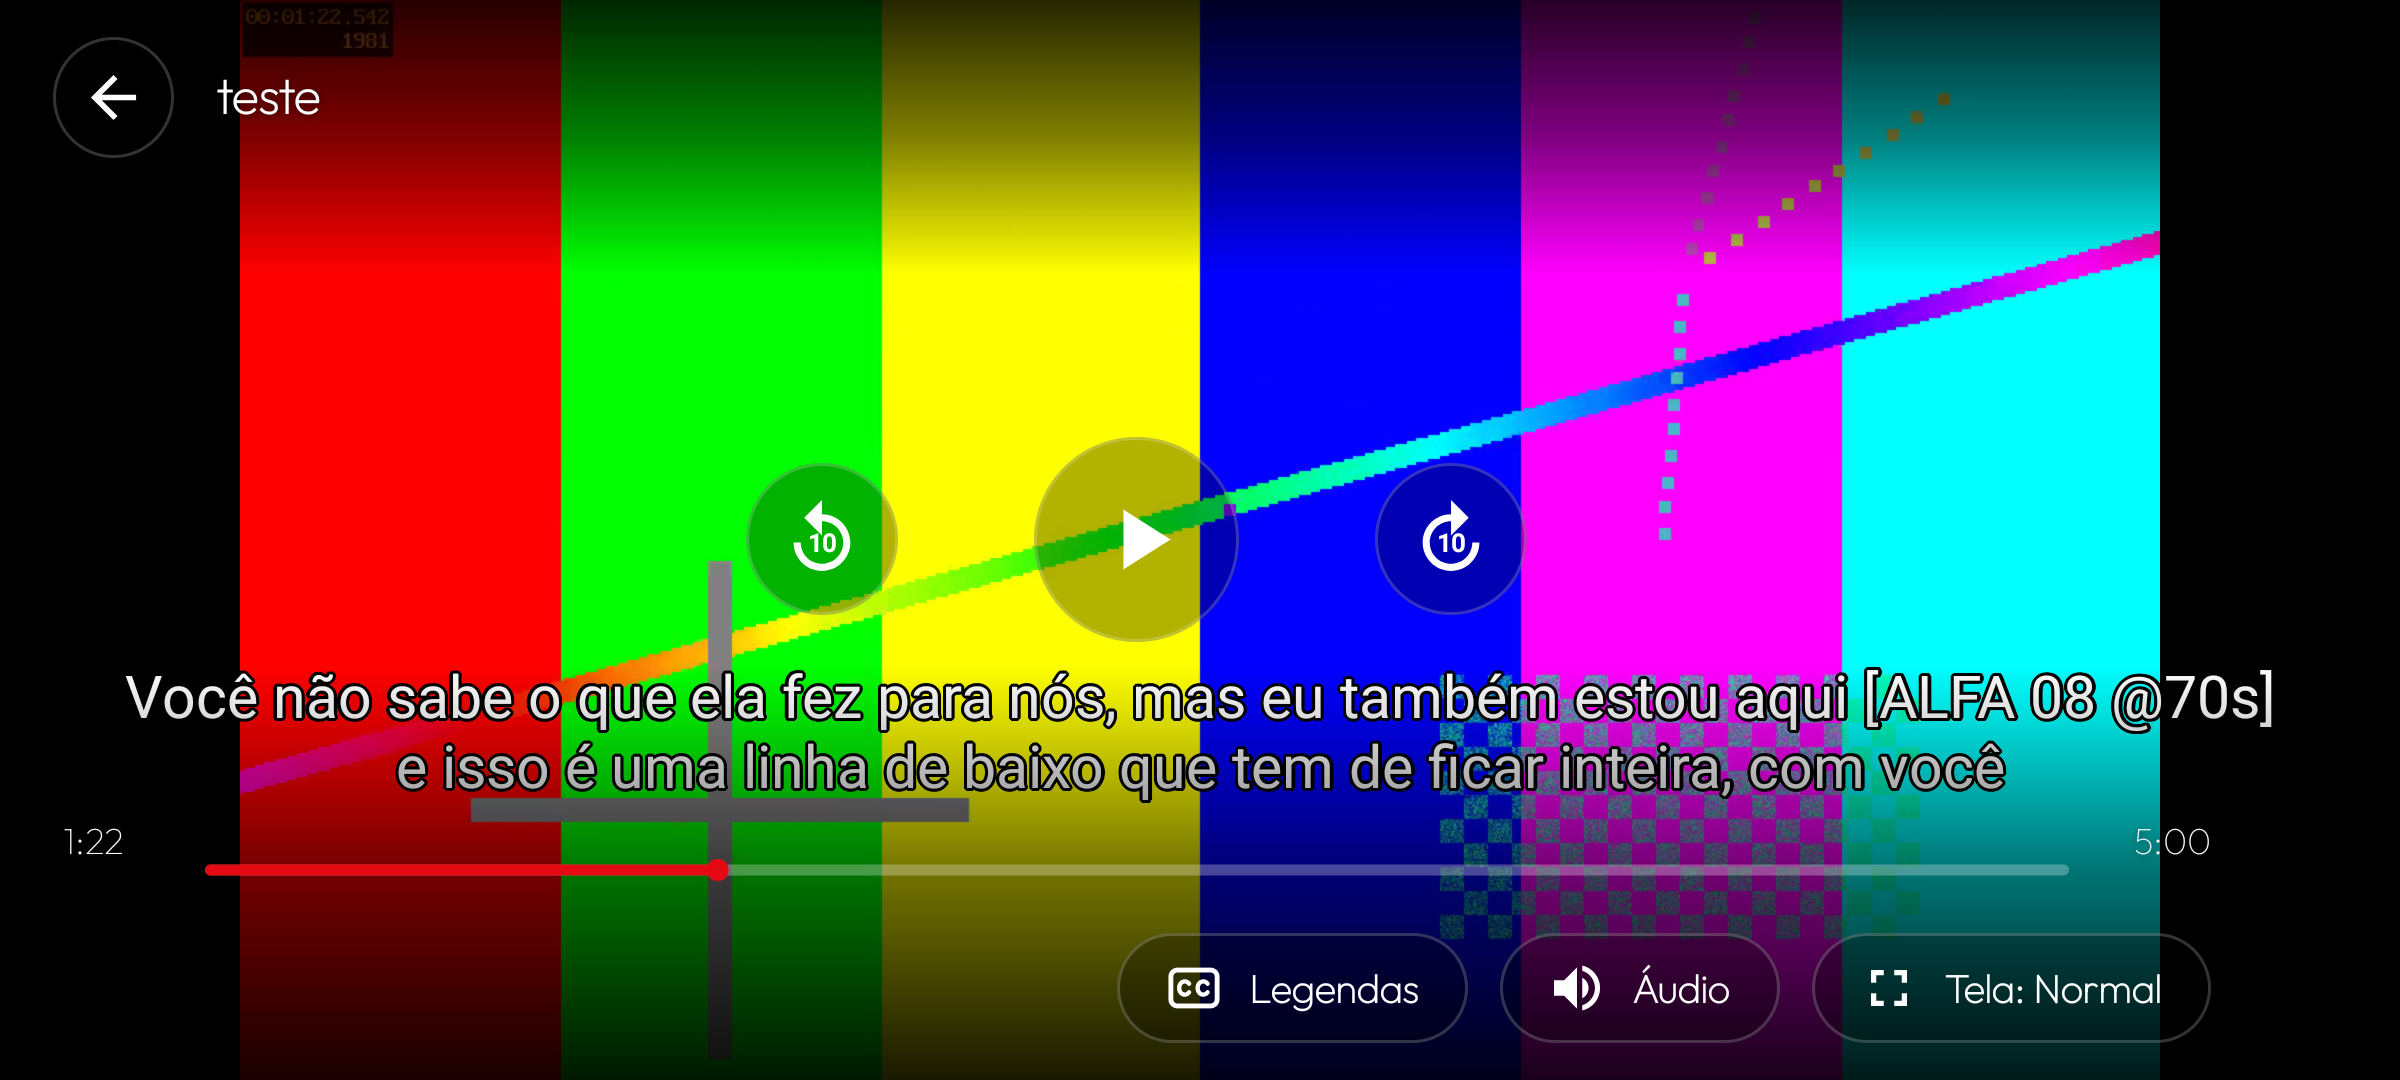 00:01:22.542
1981
teste
10
10
Você não sabe o que ela fez para nós, mas eu também estou aqui [ALFA 08 @70s]
e isso é uma linha de baixo que tem de ficar inteira, com você
1:22
5:00
CC Legendas
Áudio
Tela: Normal